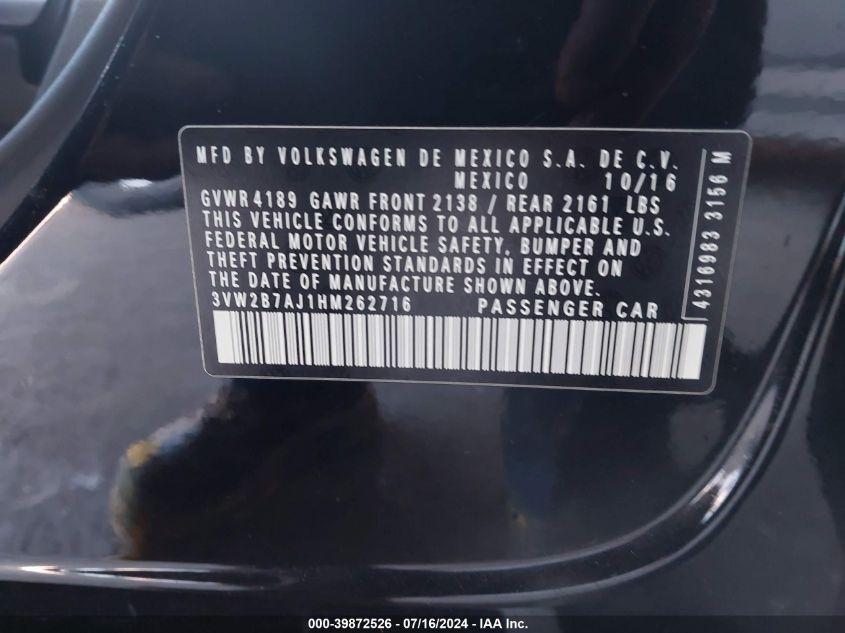 MFD BY VOLKSWAGEN DE MEXICO S.A. DE C.V.
MEXICO 10/16
GVWR 4189 GAWR FRONT 2138 / REAR 2161 LBS
THIS VEHICLE CONFORMS TO ALL APPLICABLE U.S.
FEDERAL MOTOR VEHICLE SAFETY, BUMPER AND
THEFT PREVENTION STANDARDS IN EFFECT ON
THE DATE OF MANUFACTURE SHOWN ABOVE.
3VW2B7AJ1HM262716 PASSENGER CAR
4316983 3156 M
000-39872526 - 07/16/2024 - IAA Inc.